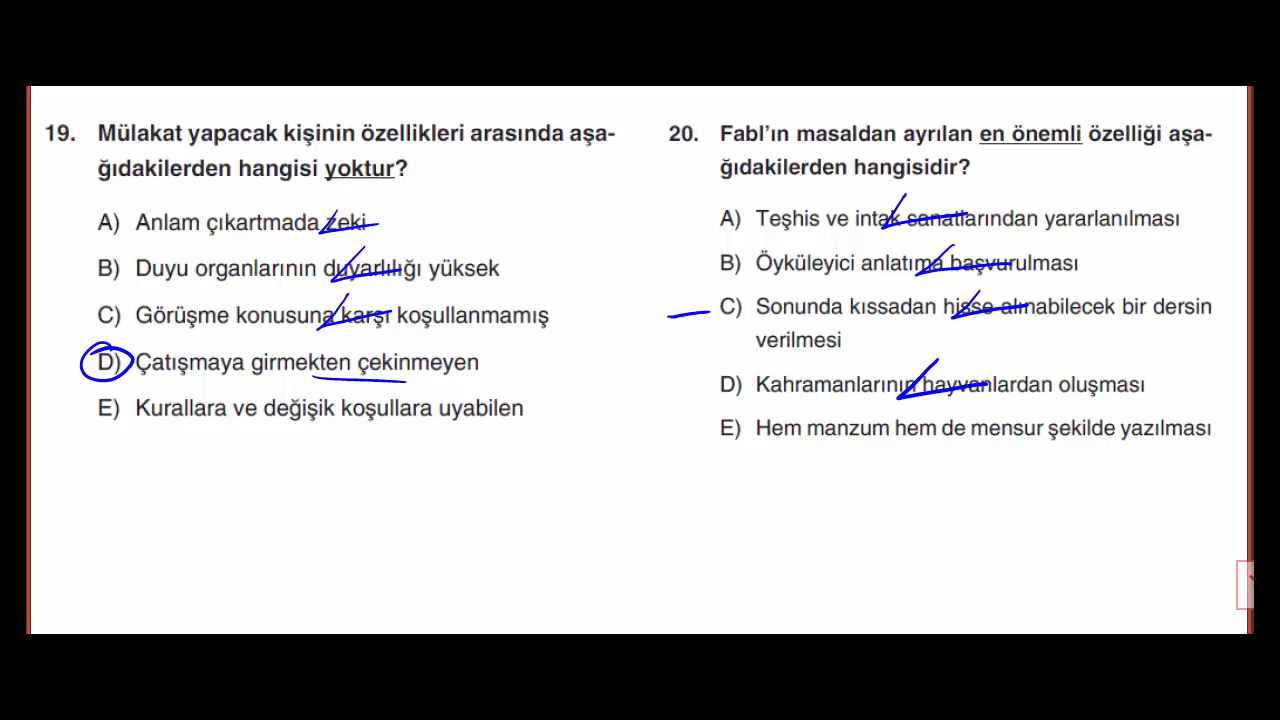 19. Mülakat yapacak kişinin özellikleri arasında aşa-
ğıdakilerden hangisi yoktur?
A) Anlam çıkartmada zeki
B) Duyu organlarının duyarlılığı yüksek
C) Görüşme konusuna karşı koşullanmamış
D) Çatışmaya girmekten çekinmeyen
E) Kurallara ve değişik koşullara uyabilen
20. Fabl'ın masaldan ayrılan en önemli özelliği aşa-
ğıdakilerden hangisidir?
A) Teşhis ve intak sanatlarından yararlanılması
B) Öyküleyici anlatıma başvurulması
C) Sonunda kıssadan hisse alınabilecek bir dersin
verilmesi
D) Kahramanlarının hayvanlardan oluşması
E) Hem manzum hem de mensur şekilde yazılması